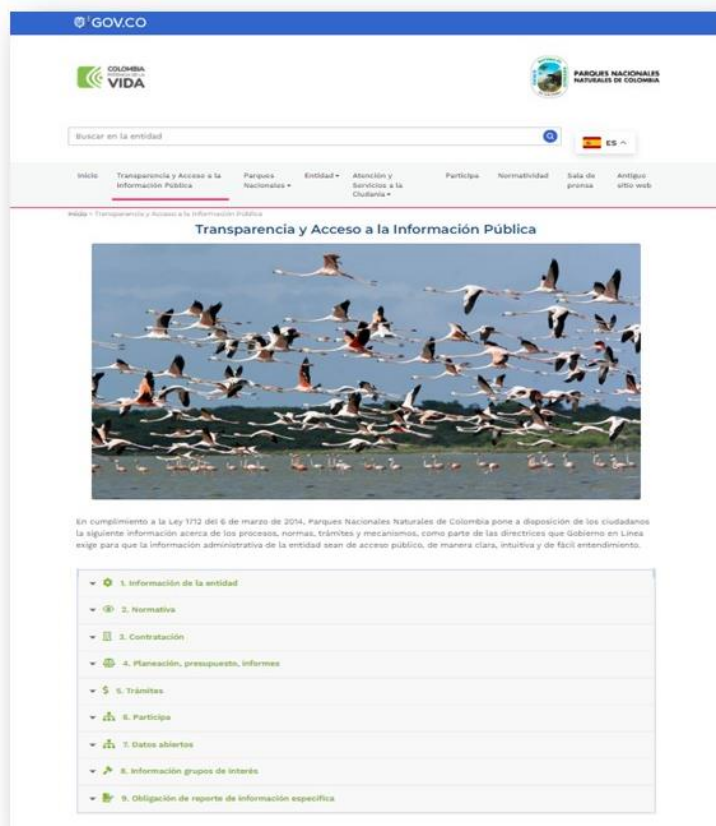 GOV.CO
COLOMBIA
POTENCIA DE LA
VIDA
PARQUES NACIONALES
NATURALES DE COLOMBIA
Buscar en la entidad
ES
Inicio
Transparencia y Acceso a la
Información Pública
Parques
Nacionales
Entidad
Atención y
Servicios a la
Ciudanía
Participa
Normatividad
Sala de
prensa
Antiguo
sitio web
Inicio > Transparencia y Acceso a la Información Pública
Transparencia y Acceso a la Información Pública
En cumplimiento a la Ley 1712 del 6 de marzo de 2014, Parques Nacionales Naturales de Colombia pone a disposición de los ciudadanos
la siguiente información acerca de los procesos, normas, trámites y mecanismos, como parte de las directrices que Gobierno en Línea
exige para que la información administrativa de la entidad sean de acceso público, de manera clara, intuitiva y de fácil entendimiento.
1. Información de la entidad
2. Normativa
3. Contratación
4. Planeación, presupuesto, informes
5. Trámites
6. Participa
7. Datos abiertos
8. Información grupos de interés
9. Obligación de reporte de información específica